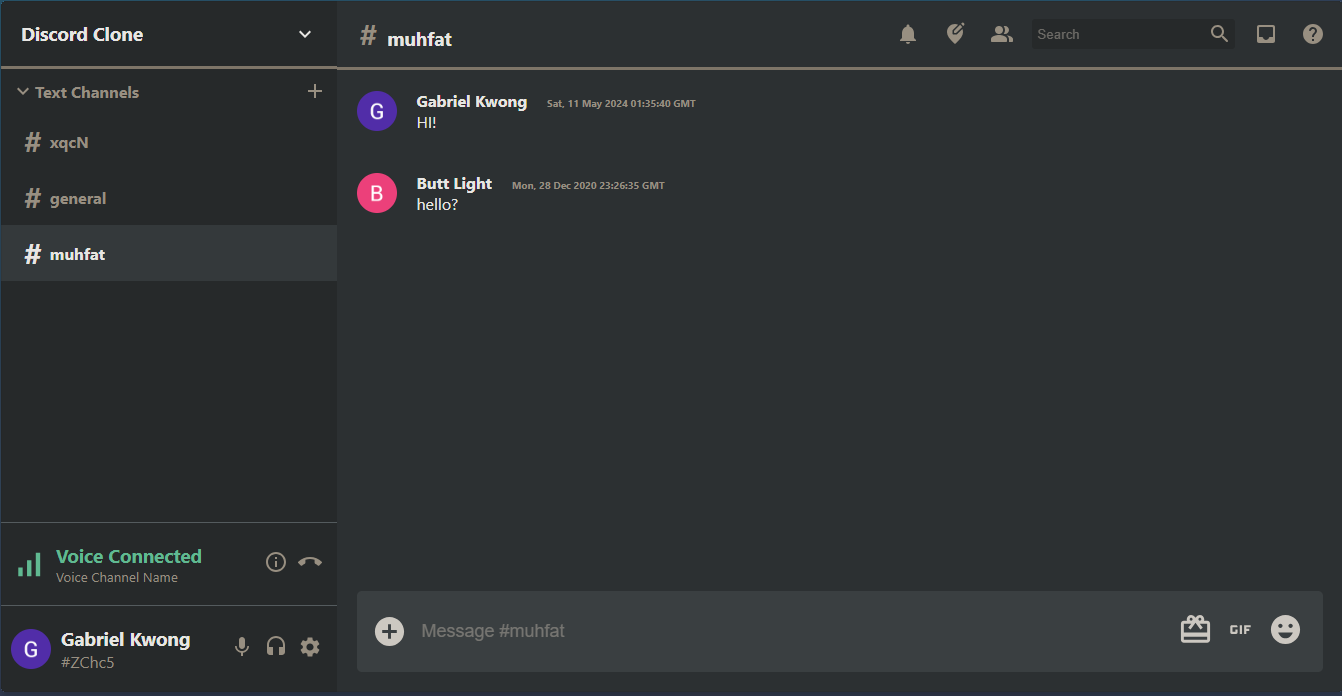 Discord Clone
Text Channels
# xqcN
# general
# muhfat
Voice Connected
Voice Channel Name
G
Gabriel Kwong
#ZChc5
# muhfat
Search
G
Gabriel Kwong Sat, 11 May 2024 01:35:40 GMT
HI!
B
Butt Light Mon, 28 Dec 2020 23:26:35 GMT
hello?
Message #muhfat
GIF